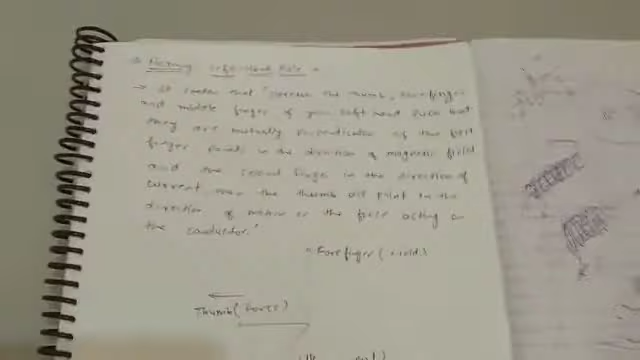 Fleming Left Hand Rule =
→ It states that "stretch the thumb, forefinger
and middle finger of your left hand such that
they are mutually perpendicular if the first
finger points in the direction of magnetic field
and the second finger in the direction of
current then the thumb will point in the
direction of motion or the force acting on
the conductor."
Forefinger (Field)
←
Thumb (Force)